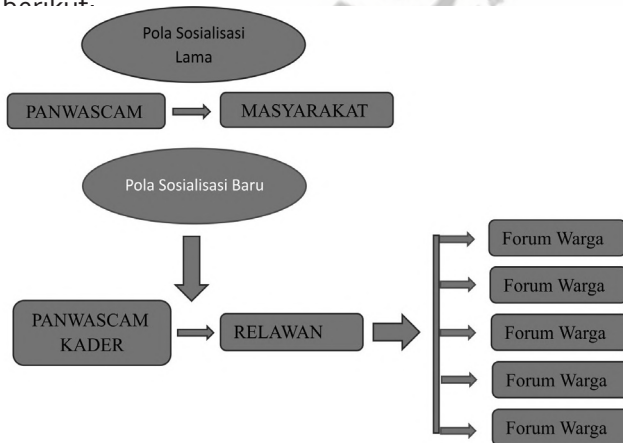 berikut:
Pola Sosialisasi
Lama
PANWASCAM
MASYARAKAT
Pola Sosialisasi Baru
PANWASCAM
KADER
RELAWAN
Forum Warga
Forum Warga
Forum Warga
Forum Warga
Forum Warga